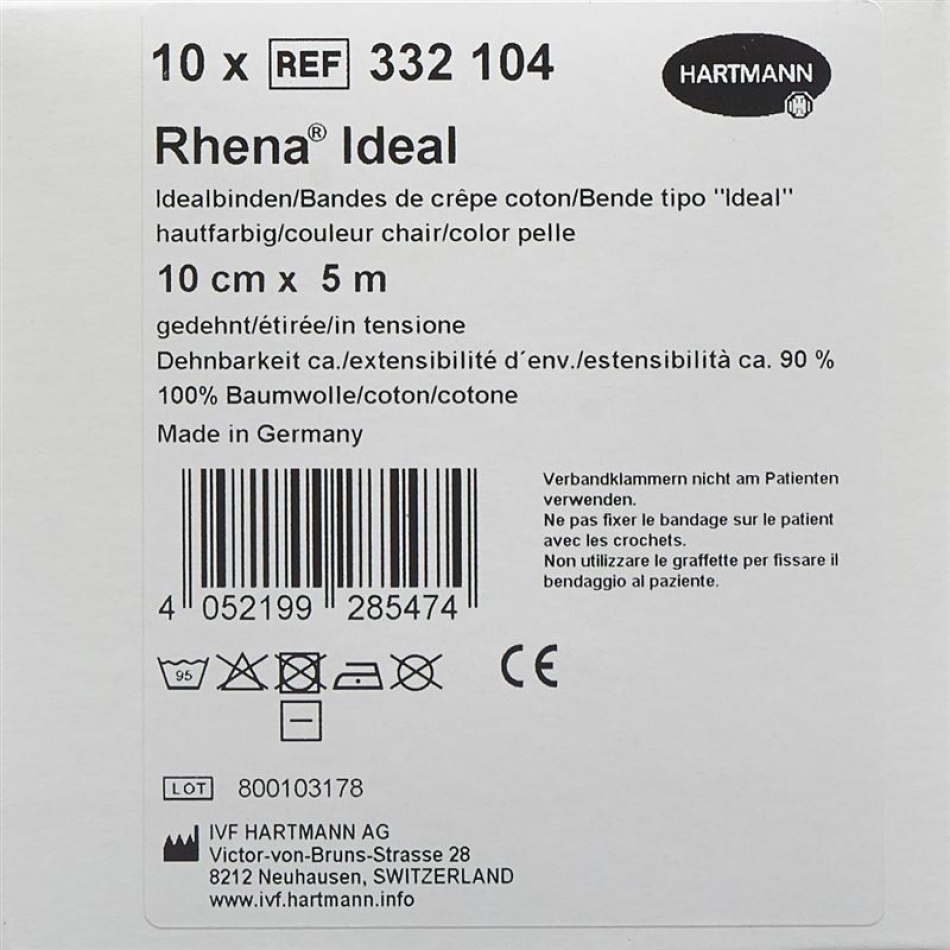 10 x REF 332 104
HARTMANN
Rhena® Ideal
Idealbinden/Bandes de crêpe coton/Bende tipo "Ideal"
hautfarbig/couleur chair/color pelle
10 cm x 5 m
gedehnt/étirée/in tensione
Dehnbarkeit ca./extensibilité d´env./estensibilità ca. 90 %
100% Baumwolle/coton/cotone
Made in Germany
Verbandklammern nicht am Patienten
verwenden.
Ne pas fixer le bandage sur le patient
avec les crochets.
Non utilizzare le graffette per fissare il
bendaggio al paziente.
4 052199 285474
95
CE
LOT 800103178
IVF HARTMANN AG
Victor-von-Bruns-Strasse 28
8212 Neuhausen, SWITZERLAND
www.ivf.hartmann.info